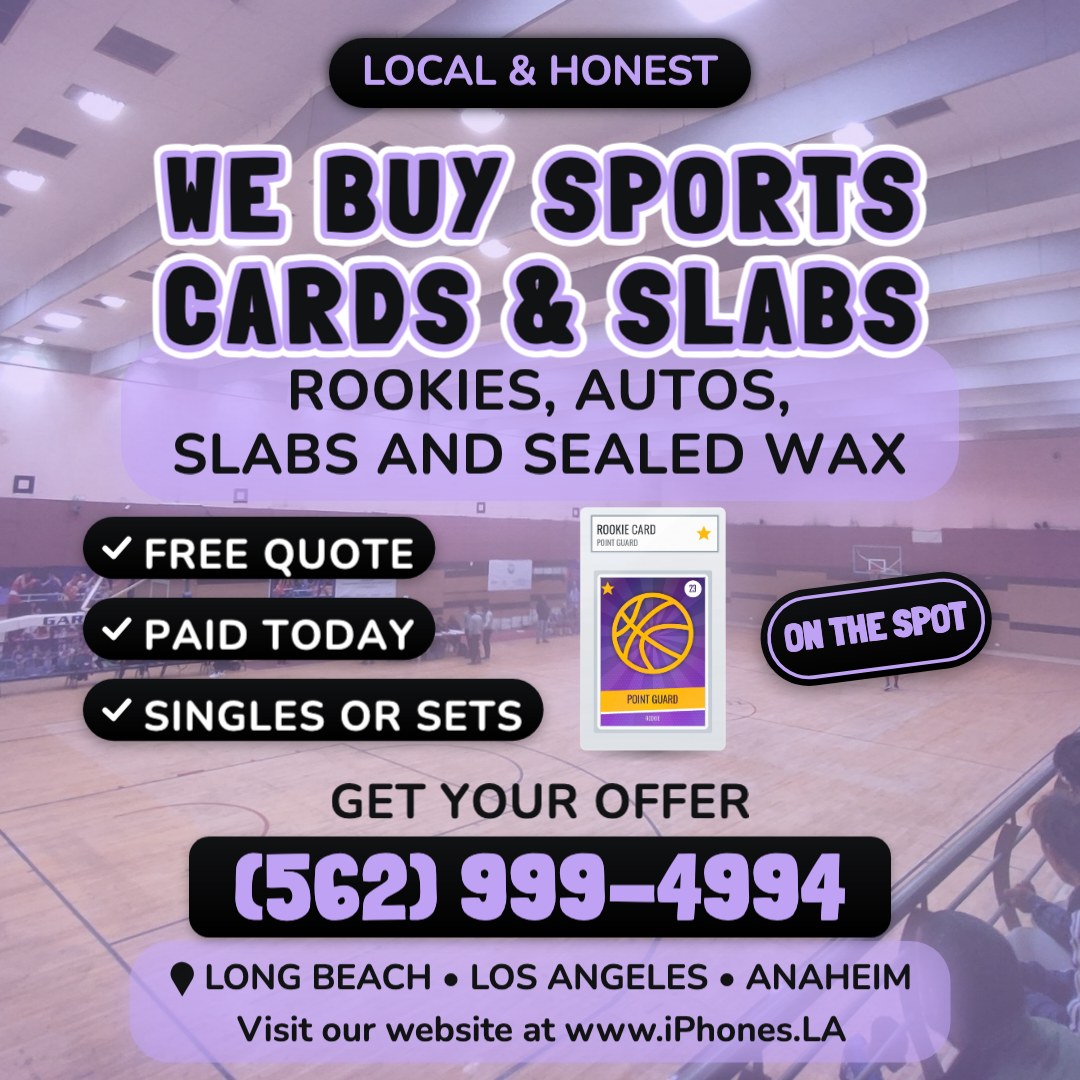 LOCAL & HONEST
WE BUY SPORTS
CARDS & SLABS
ROOKIES, AUTOS,
SLABS AND SEALED WAX
FREE QUOTE
PAID TODAY
SINGLES OR SETS
ROOKIE CARD
POINT GUARD
23
POINT GUARD
ROOKIE
ON THE SPOT
GET YOUR OFFER
(562) 999-4994
LONG BEACH • LOS ANGELES • ANAHEIM
Visit our website at www.iPhones.LA